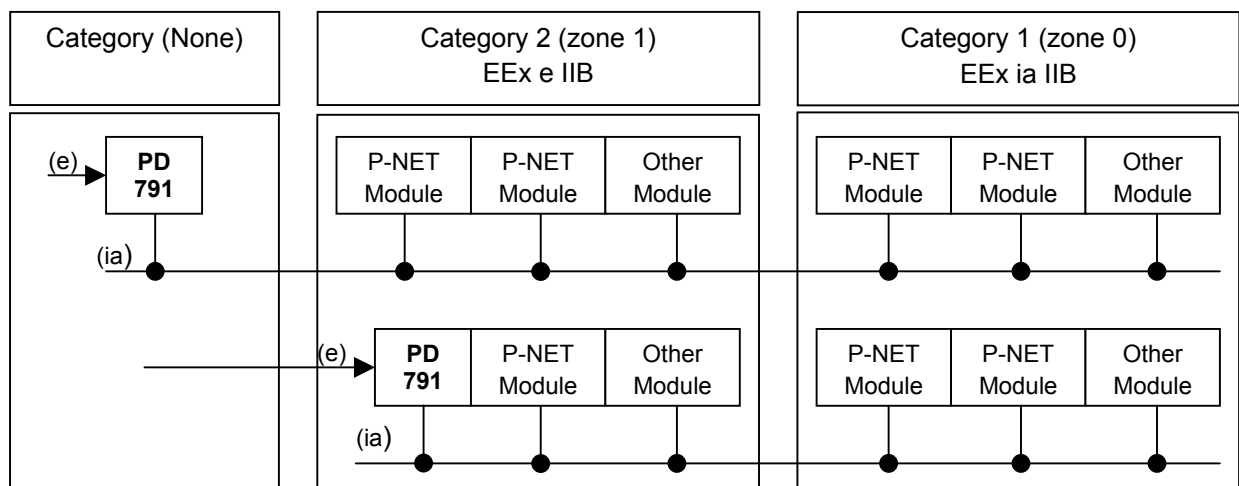 Category (None)
Category 2 (zone 1)
EEx e IIB
Category 1 (zone 0)
EEx ia IIB
(e)
PD
791
P-NET
Module
P-NET
Module
Other
Module
P-NET
Module
P-NET
Module
Other
Module
(ia)
(e)
PD
791
P-NET
Module
Other
Module
P-NET
Module
P-NET
Module
Other
Module
(ia)